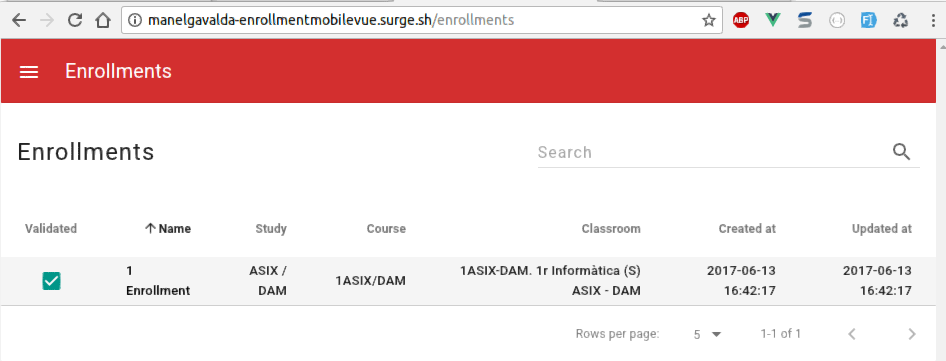 manelgavalda-enrollmentmobilevue.surge.sh/enrollments
ABP
Enrollments
Enrollments
Search
Validated Name Study Course Classroom Created at Updated at
1 ASIX / 1ASIX-DAM. 1r Informàtica (S) 2017-06-13 2017-06-13
1ASIX/DAM
Enrollment DAM ASIX - DAM 16:42:17 16:42:17
Rows per page: 5 1-1 of 1